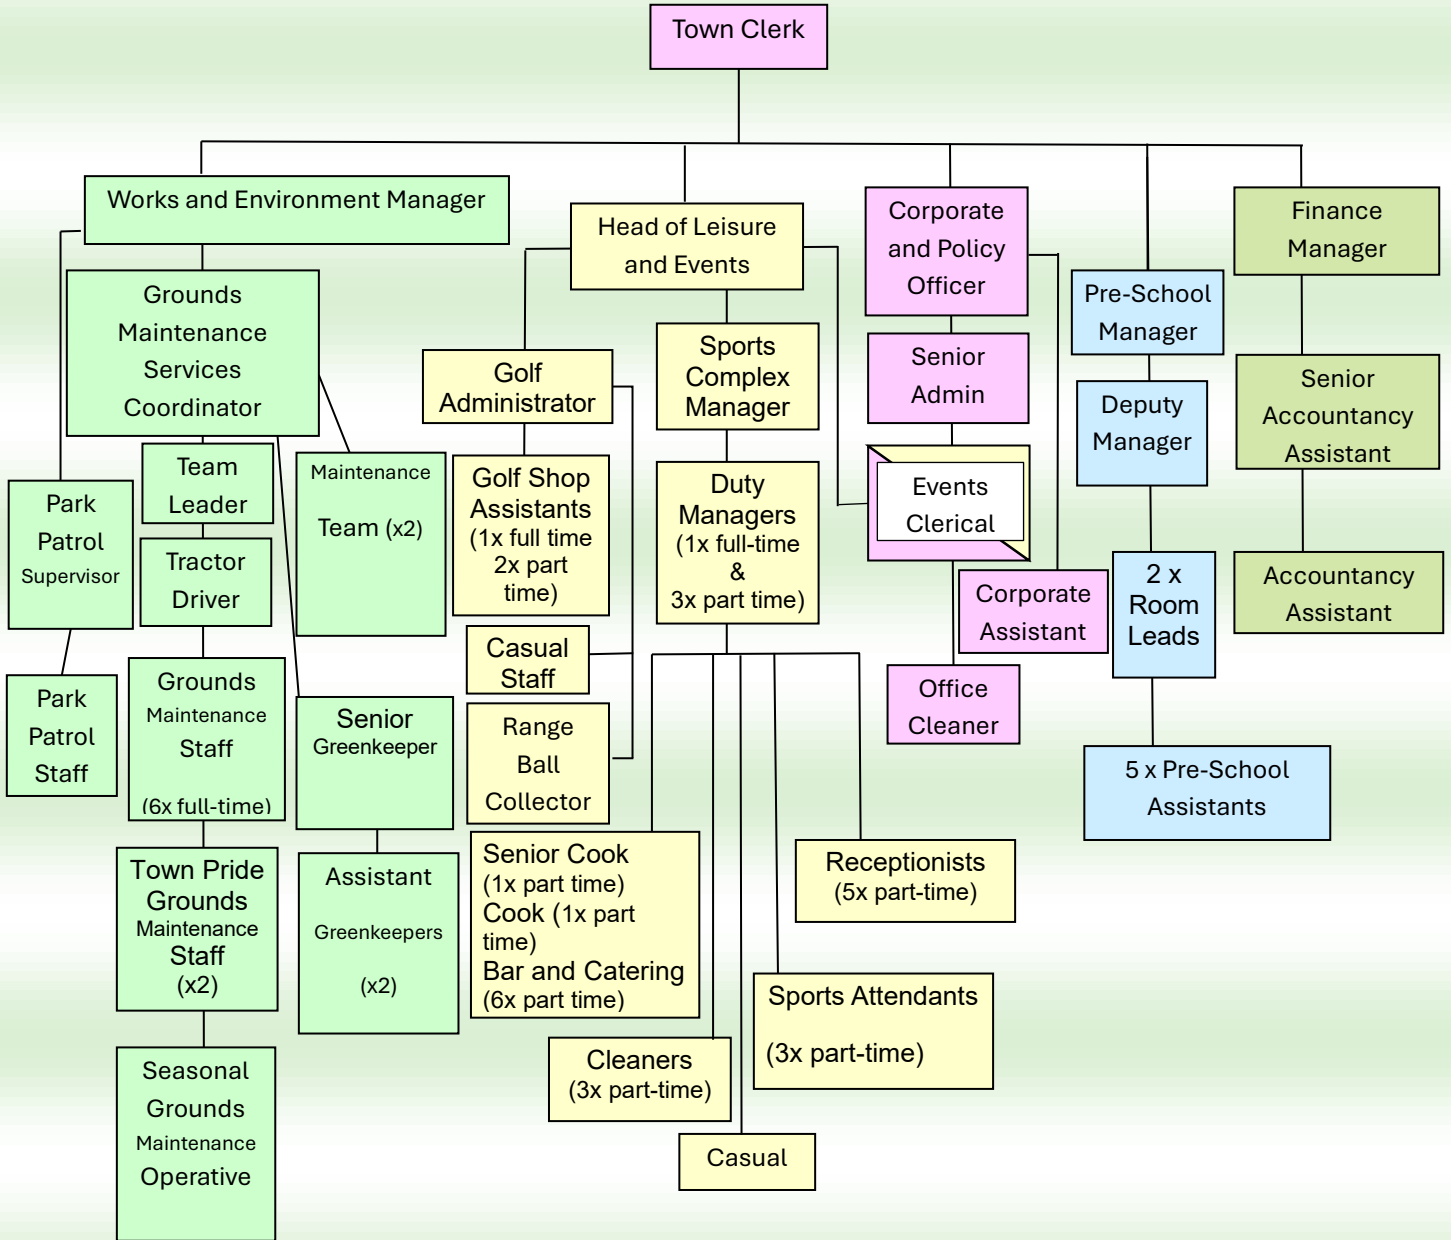 Town Clerk
Works and Environment Manager
Grounds
Maintenance
Services
Coordinator
Park
Patrol
Supervisor
Park
Patrol
Staff
Team
Leader
Tractor
Driver
Grounds
Maintenance
Staff
(6x full-time)
Town Pride
Grounds
Maintenance
Staff
(x2)
Seasonal
Grounds
Maintenance
Operative
Maintenance
Team (x2)
Senior
Greenkeeper
Assistant
Greenkeepers
(x2)
Head of Leisure
and Events
Golf
Administrator
Golf Shop
Assistants
(1x full time
2x part
time)
Casual
Staff
Range
Ball
Collector
Sports
Complex
Manager
Duty
Managers
(1x full-time
&
3x part time)
Senior Cook
(1x part time)
Cook (1x part
time)
Bar and Catering
(6x part time)
Cleaners
(3x part-time)
Casual
Sports Attendants
(3x part-time)
Receptionists
(5x part-time)
Corporate
and Policy
Officer
Senior
Admin
Events
Clerical
Corporate
Assistant
Office
Cleaner
Pre-School
Manager
Deputy
Manager
2 x
Room
Leads
5 x Pre-School
Assistants
Finance
Manager
Senior
Accountancy
Assistant
Accountancy
Assistant